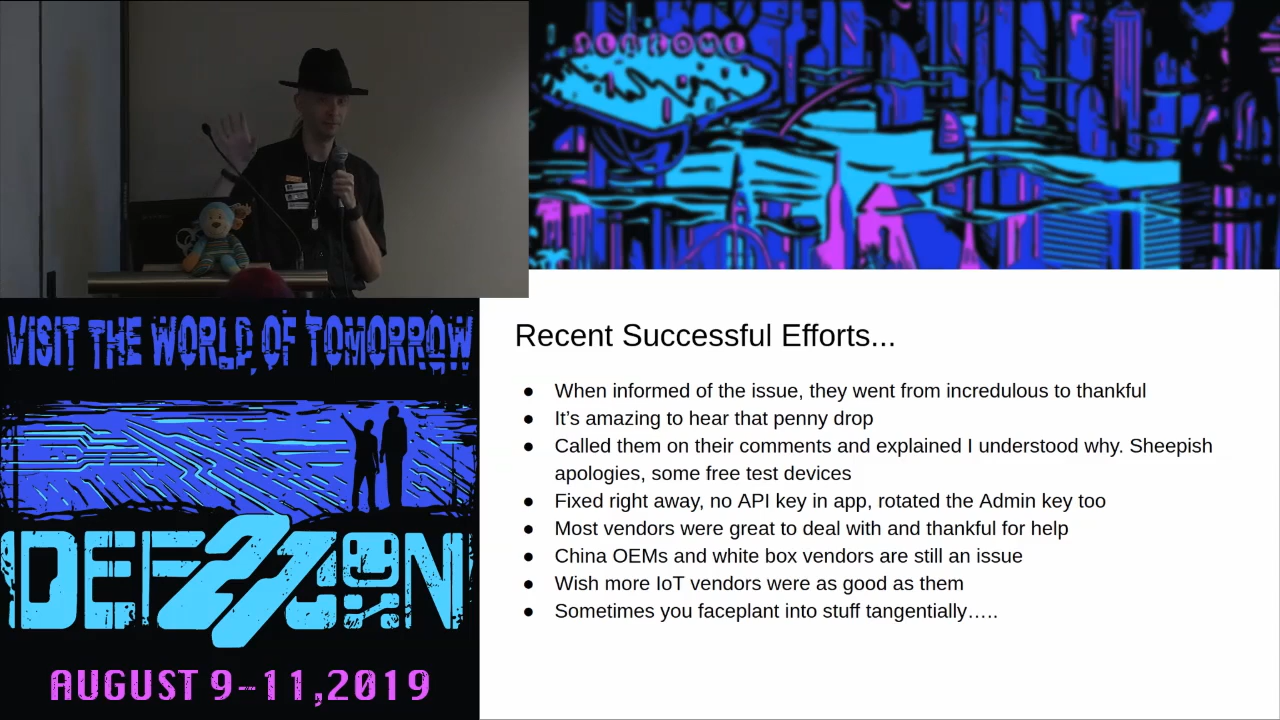 WELCOME
VISIT THE WORLD OF TOMORROW
DEF CON
27
AUGUST 9-11,2019
Recent Successful Efforts...
● When informed of the issue, they went from incredulous to thankful
● It’s amazing to hear that penny drop
● Called them on their comments and explained I understood why. Sheepish
apologies, some free test devices
● Fixed right away, no API key in app, rotated the Admin key too
● Most vendors were great to deal with and thankful for help
● China OEMs and white box vendors are still an issue
● Wish more IoT vendors were as good as them
● Sometimes you faceplant into stuff tangentially…..